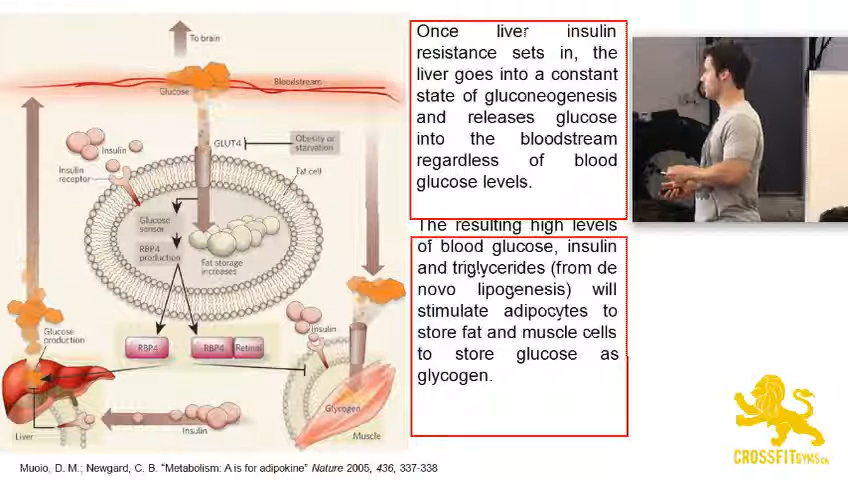 To brain
Bloodstream
Glucose
Insulin
GLUT4
Obesity or
starvation
Insulin
receptor
Fat cell
Glucose
sensor
RBP4
production
Fat storage
increases
Glucose
production
RBP4
RBP4
Retinol
Insulin
Glycogen
Liver
Insulin
Muscle
Once liver insulin
resistance sets in, the
liver goes into a constant
state of gluconeogenesis
and releases glucose
into the bloodstream
regardless of blood
glucose levels.
The resulting high levels
of blood glucose, insulin
and triglycerides (from de
novo lipogenesis) will
stimulate adipocytes to
store fat and muscle cells
to store glucose as
glycogen.
CROSSFITGYMS.CA
Muoio, D. M.; Newgard, C. B. "Metabolism: A is for adipokine" Nature 2005, 436, 337-338